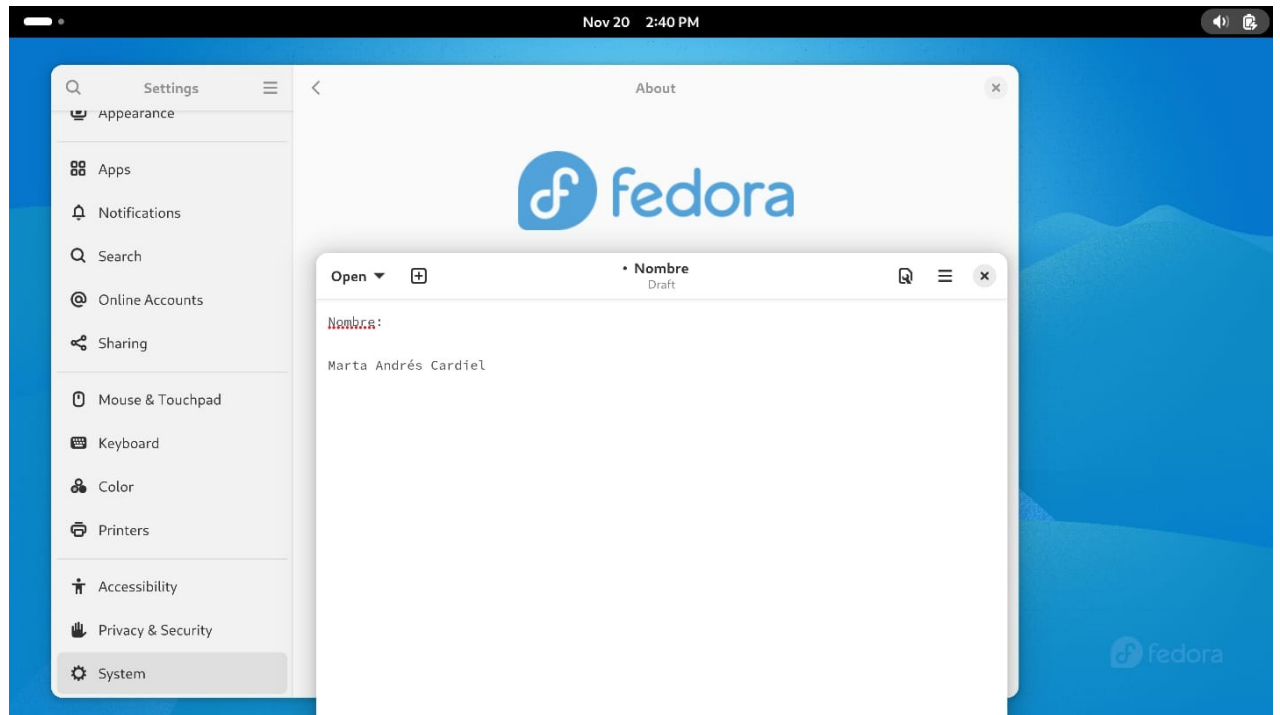 Nov 20 2:40 PM
Settings
About
Appearance
Apps
Notifications
Search
Online Accounts
Sharing
Mouse & Touchpad
Keyboard
Color
Printers
Accessibility
Privacy & Security
System
fedora
Open
• Nombre
Draft
Nombre:
Marta Andrés Cardiel
fedora